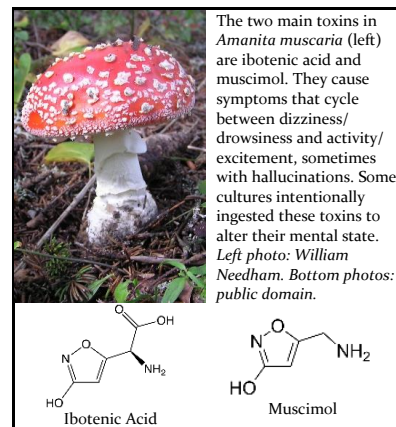 The two main toxins in
Amanita muscaria (left)
are ibotenic acid and
muscimol. They cause
symptoms that cycle
between dizziness/
drowsiness and activity/
excitement, sometimes
with hallucinations. Some
cultures intentionally
ingested these toxins to
alter their mental state.
Left photo: William
Needham. Bottom photos:
public domain.
O
OH
O
N
NH₂
HO
Ibotenic Acid
O
N
NH₂
HO
Muscimol